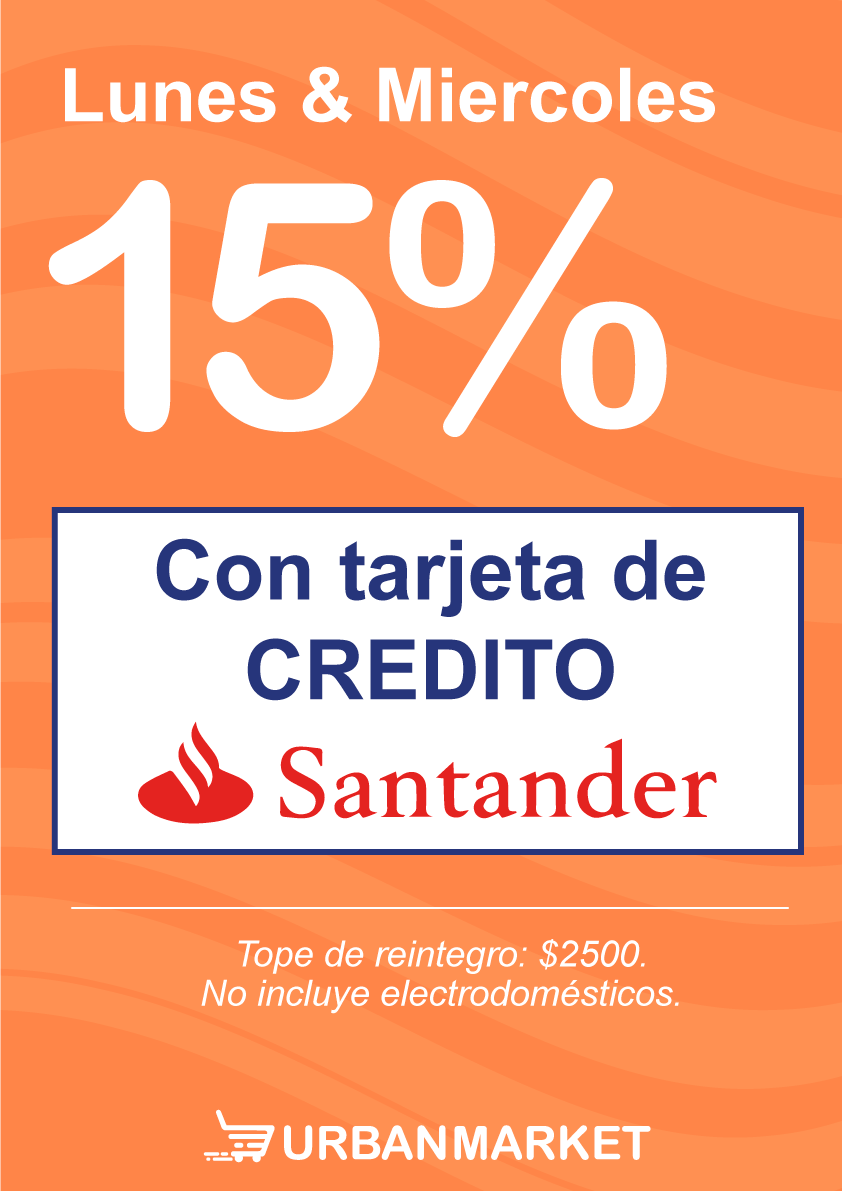 Lunes & Miercoles
15%
Con tarjeta de
CREDITO
Santander
Tope de reintegro: $2500.
No incluye electrodomésticos.
URBANMARKET